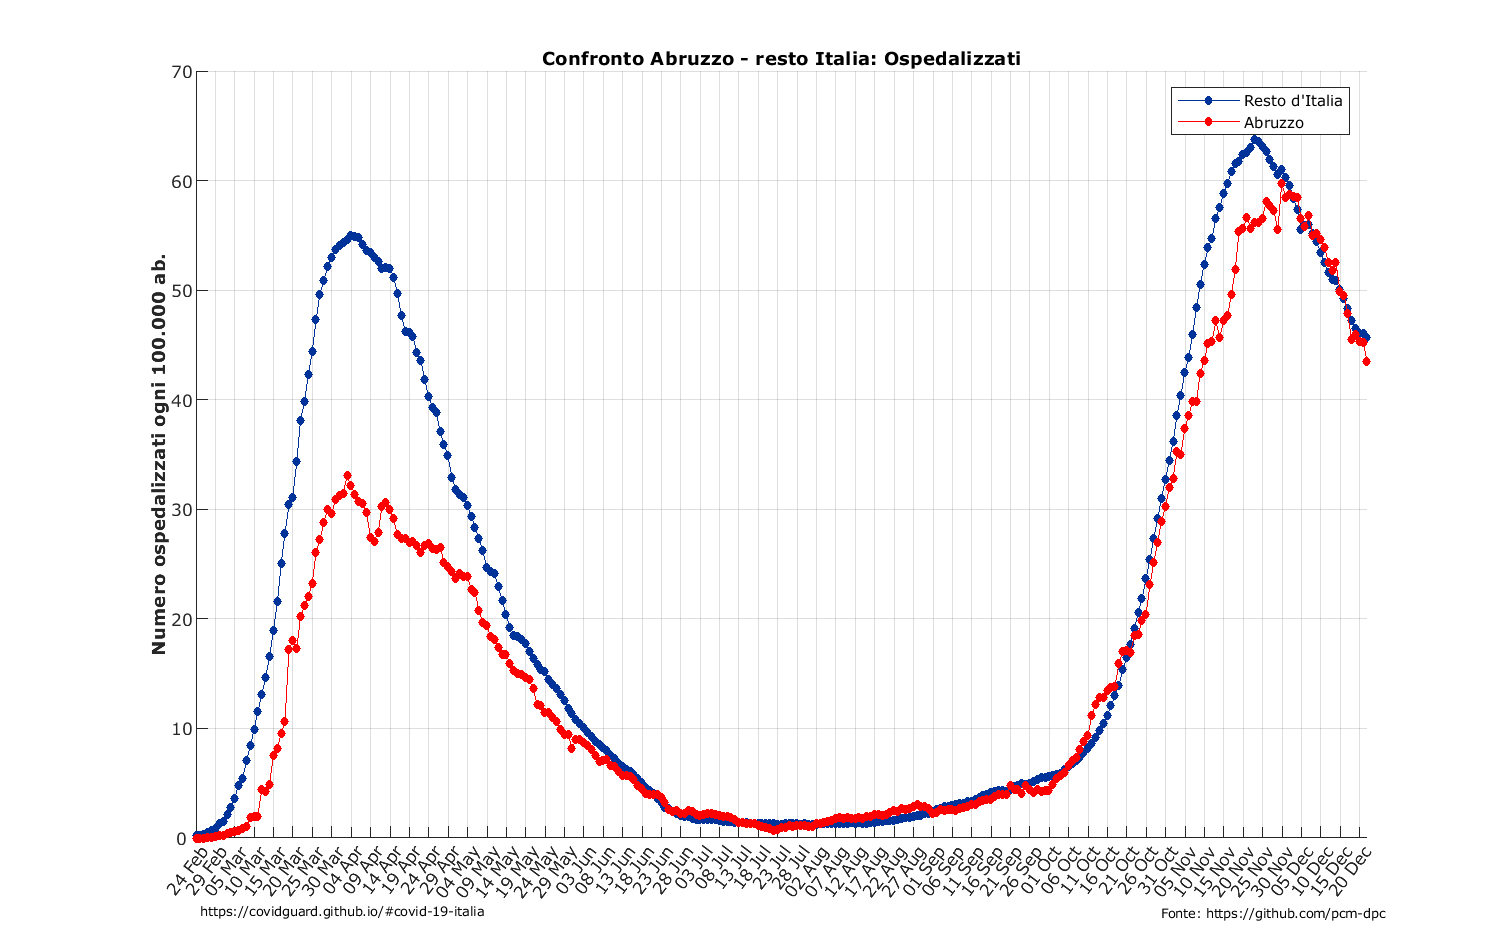 Confronto Abruzzo - resto Italia: Ospedalizzati
Numero ospedalizzati ogni 100.000 ab.
70
60
50
40
30
20
10
0
Resto d'Italia
Abruzzo
24 Feb
29 Feb
05 Mar
10 Mar
15 Mar
20 Mar
25 Mar
30 Mar
04 Apr
09 Apr
14 Apr
19 Apr
24 Apr
29 Apr
04 May
09 May
14 May
19 May
24 May
29 May
03 Jun
08 Jun
13 Jun
18 Jun
23 Jun
28 Jun
03 Jul
08 Jul
13 Jul
18 Jul
23 Jul
28 Jul
02 Aug
07 Aug
12 Aug
17 Aug
22 Aug
27 Aug
01 Sep
06 Sep
11 Sep
16 Sep
21 Sep
26 Sep
01 Oct
06 Oct
11 Oct
16 Oct
21 Oct
26 Oct
31 Oct
05 Nov
10 Nov
15 Nov
20 Nov
25 Nov
30 Nov
05 Dec
10 Dec
15 Dec
20 Dec
https://covidguard.github.io/#covid-19-italia
Fonte: https://github.com/pcm-dpc